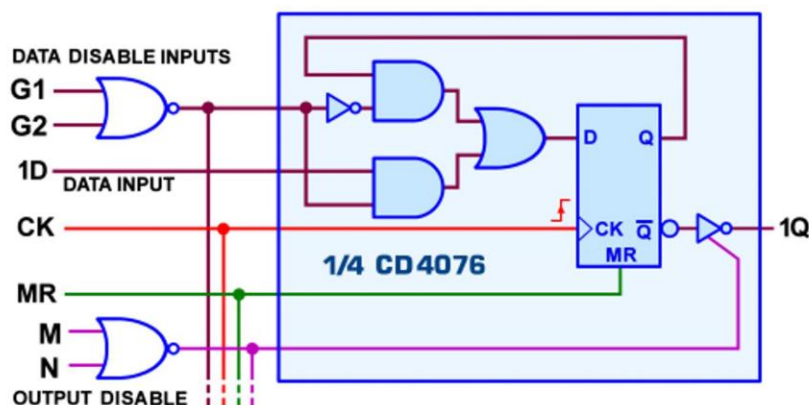 DATA DISABLE INPUTS
G1
G2
1D
DATA INPUT
D
Q
CK
CK
Q̅
1Q
MR
1/4 CD4076
MR
M
N
OUTPUT DISABLE